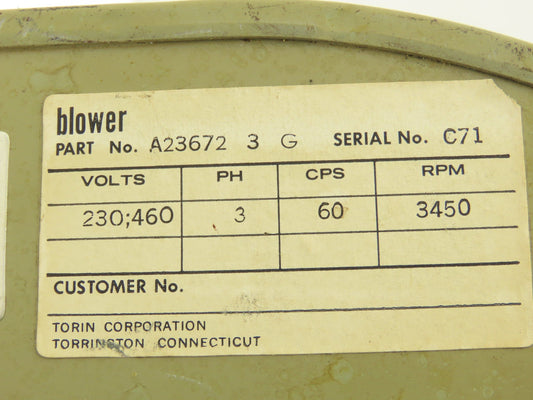 blower
PART No. A23672 3 G SERIAL No. C71
VOLTS PH CPS RPM
230;460 3 60 3450
CUSTOMER No.
TORIN CORPORATION
TORRINGTON CONNECTICUT